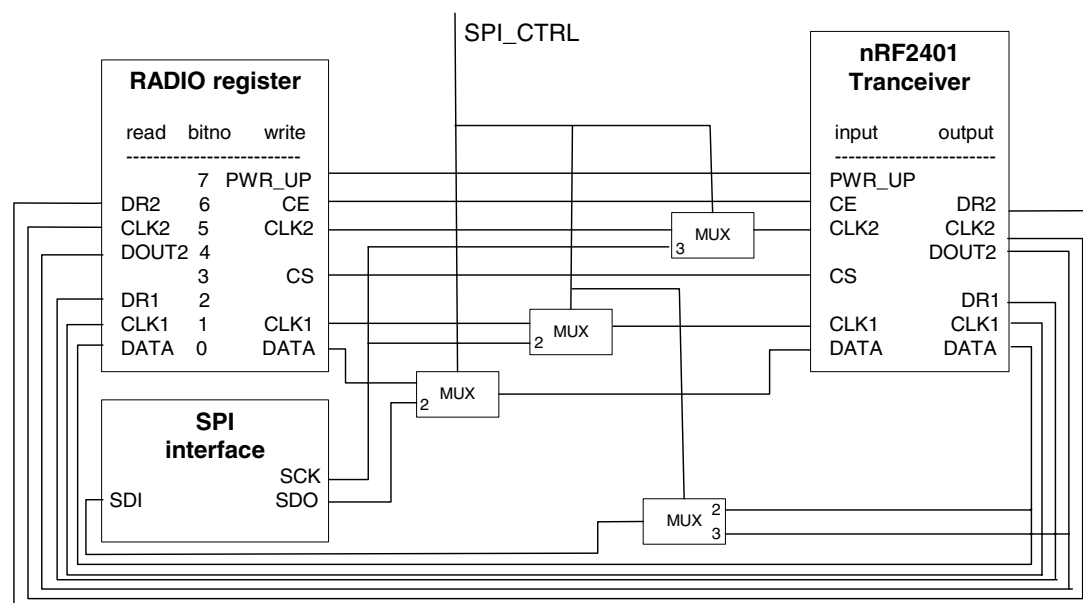 SPI_CTRL
RADIO register
read bitno write
----------------------------
7 PWR_UP
DR2 6 CE
CLK2 5 CLK2
DOUT2 4
3 CS
DR1 2
CLK1 1 CLK1
DATA 0 DATA
nRF2401
Tranceiver
input output
-------------------------
PWR_UP
CE DR2
CLK2 CLK2
DOUT2
CS
DR1
CLK1 CLK1
DATA DATA
MUX
3
MUX
2
MUX
2
SPI
interface
SCK
SDI SDO
MUX 2
3